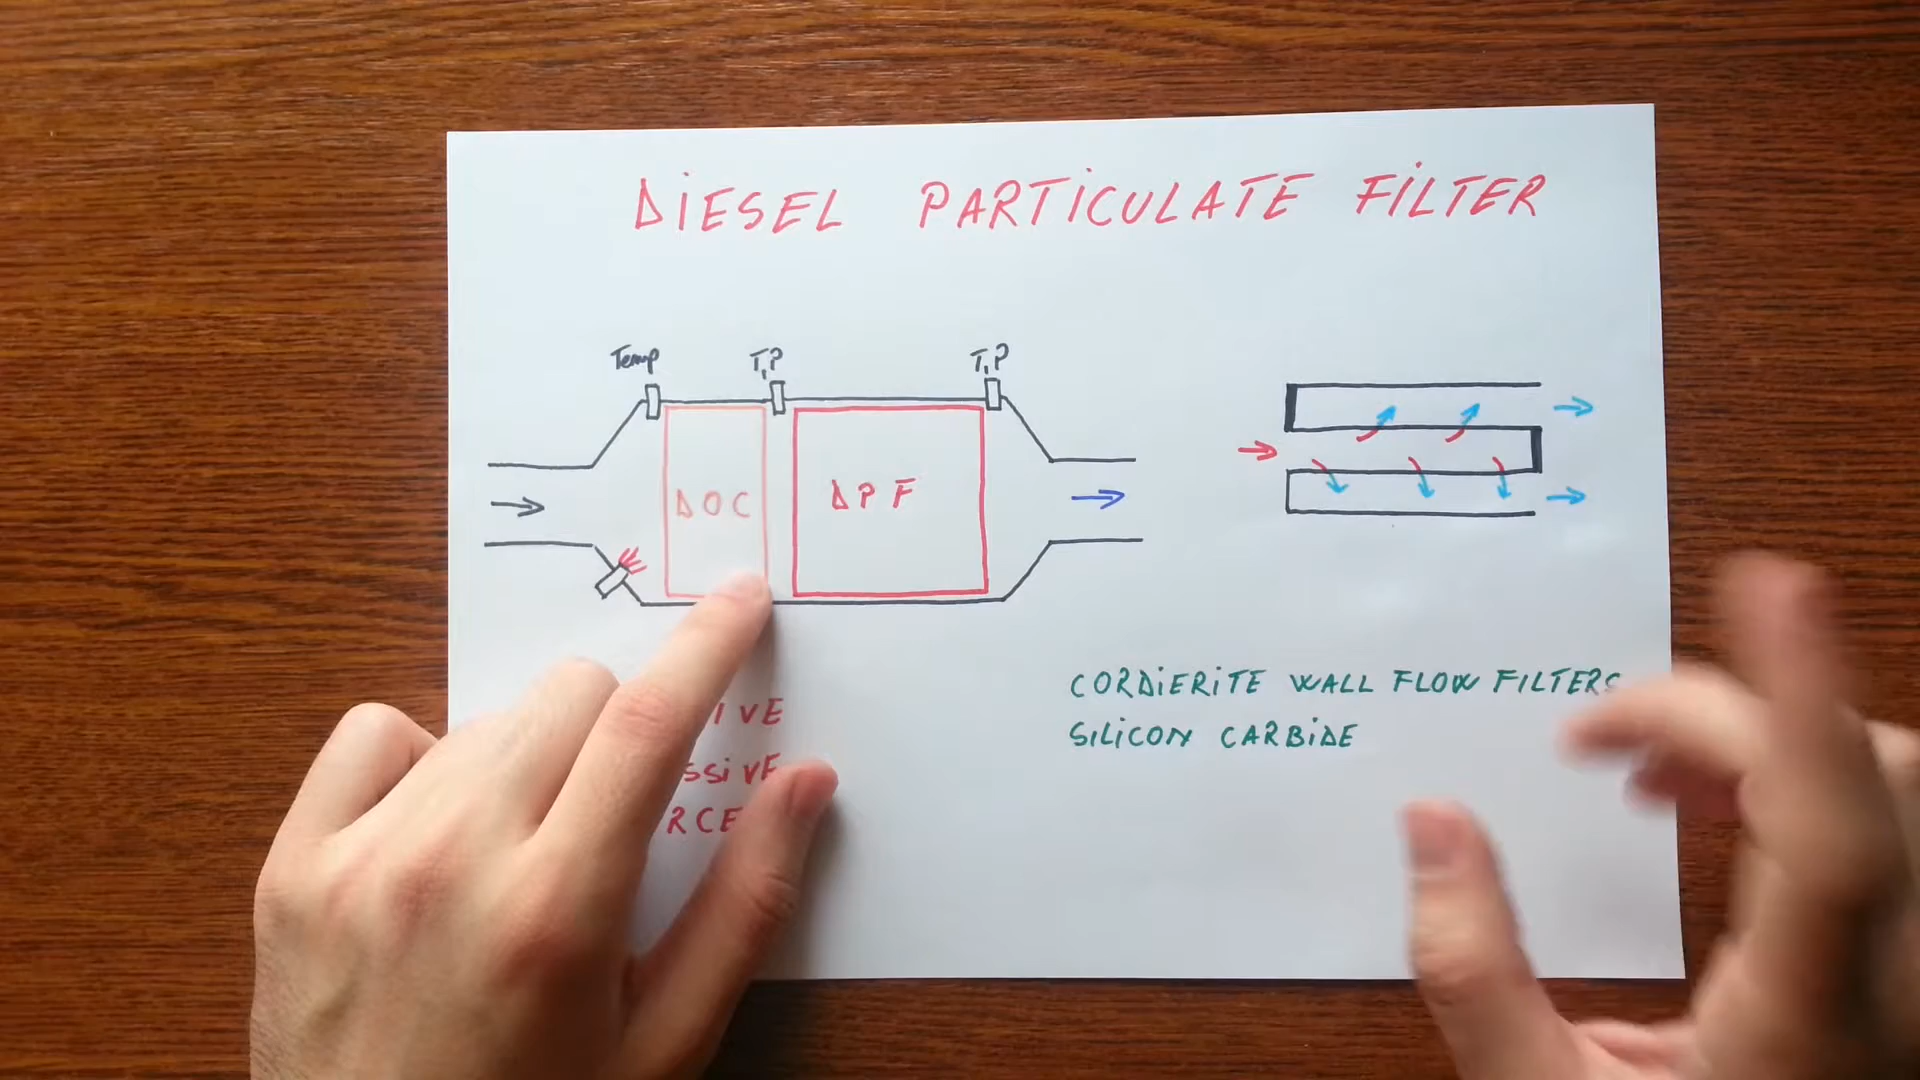 DIESEL PARTICULATE FILTER
Temp T,P T,P
DOC DPF
CORDIERITE WALL FLOW FILTERS
SILICON CARBIDE